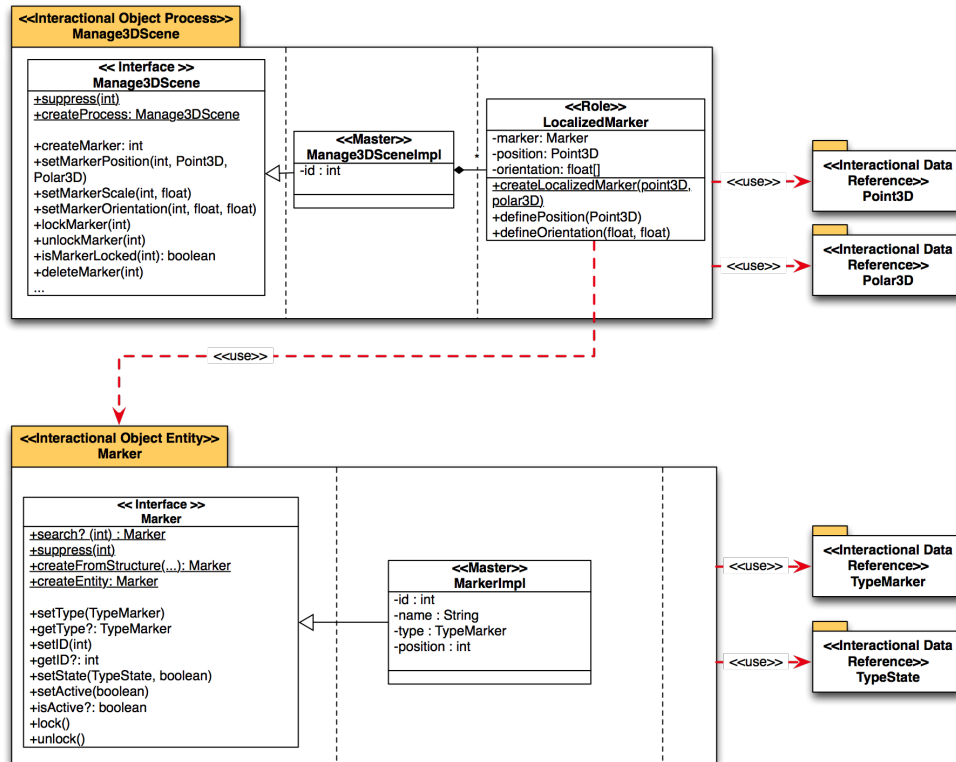 <<Interactional Object Process>>
Manage3DScene
<< Interface >>
Manage3DScene
+suppress(int)
+createProcess: Manage3DScene
+createMarker: int
+setMarkerPosition(int, Point3D,
Polar3D)
+setMarkerScale(int, float)
+setMarkerOrientation(int, float, float)
+lockMarker(int)
+unlockMarker(int)
+isMarkerLocked(int): boolean
+deleteMarker(int)
...
<<Master>>
Manage3DSceneImpl
-id : int
*
<<Role>>
LocalizedMarker
-marker: Marker
-position: Point3D
-orientation: float[]
+createLocalizedMarker(point3D,
polar3D)
+definePosition(Point3D)
+defineOrientation(float, float)
<<use>>
<<Interactional Data
Reference>>
Point3D
<<use>>
<<Interactional Data
Reference>>
Polar3D
<<use>>
<<Interactional Object Entity>>
Marker
<< Interface >>
Marker
+search? (int) : Marker
+suppress(int)
+createFromStructure(...): Marker
+createEntity: Marker
+setType(TypeMarker)
+getType?: TypeMarker
+setID(int)
+getID?: int
+setState(TypeState, boolean)
+setActive(boolean)
+isActive?: boolean
+lock()
+unlock()
<<Master>>
MarkerImpl
-id : int
-name : String
-type : TypeMarker
-position : int
<<use>>
<<Interactional Data
Reference>>
TypeMarker
<<use>>
<<Interactional Data
Reference>>
TypeState